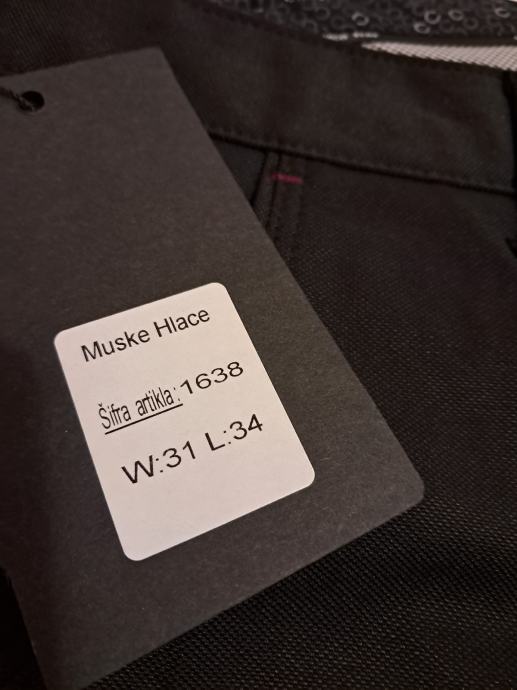 Muske Hlace
Šifra artikla:1638
W:31 L:34